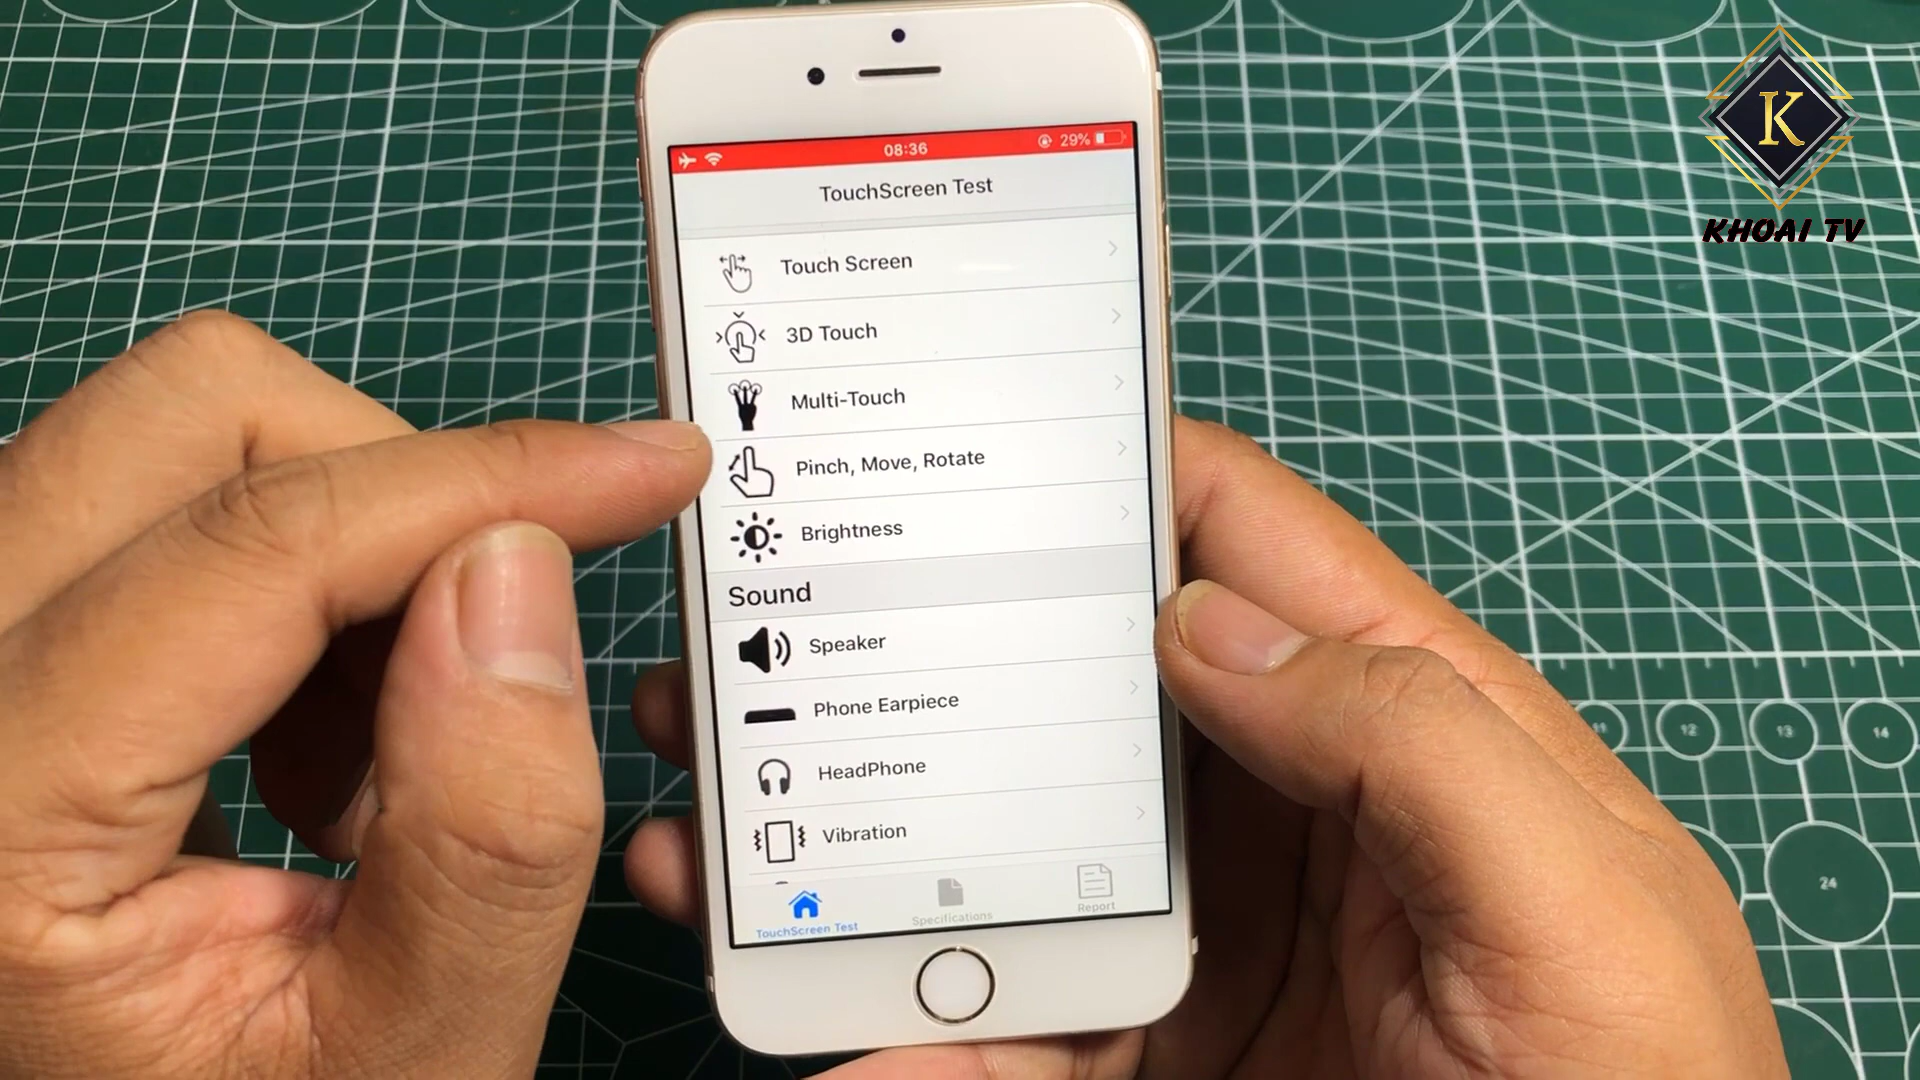 K
KHOAI TV
08:36
29%
TouchScreen Test
Touch Screen
3D Touch
Multi-Touch
Pinch, Move, Rotate
Brightness
Sound
Speaker
Phone Earpiece
HeadPhone
Vibration
TouchScreen Test
Specifications
Report
11
12
13
14
24